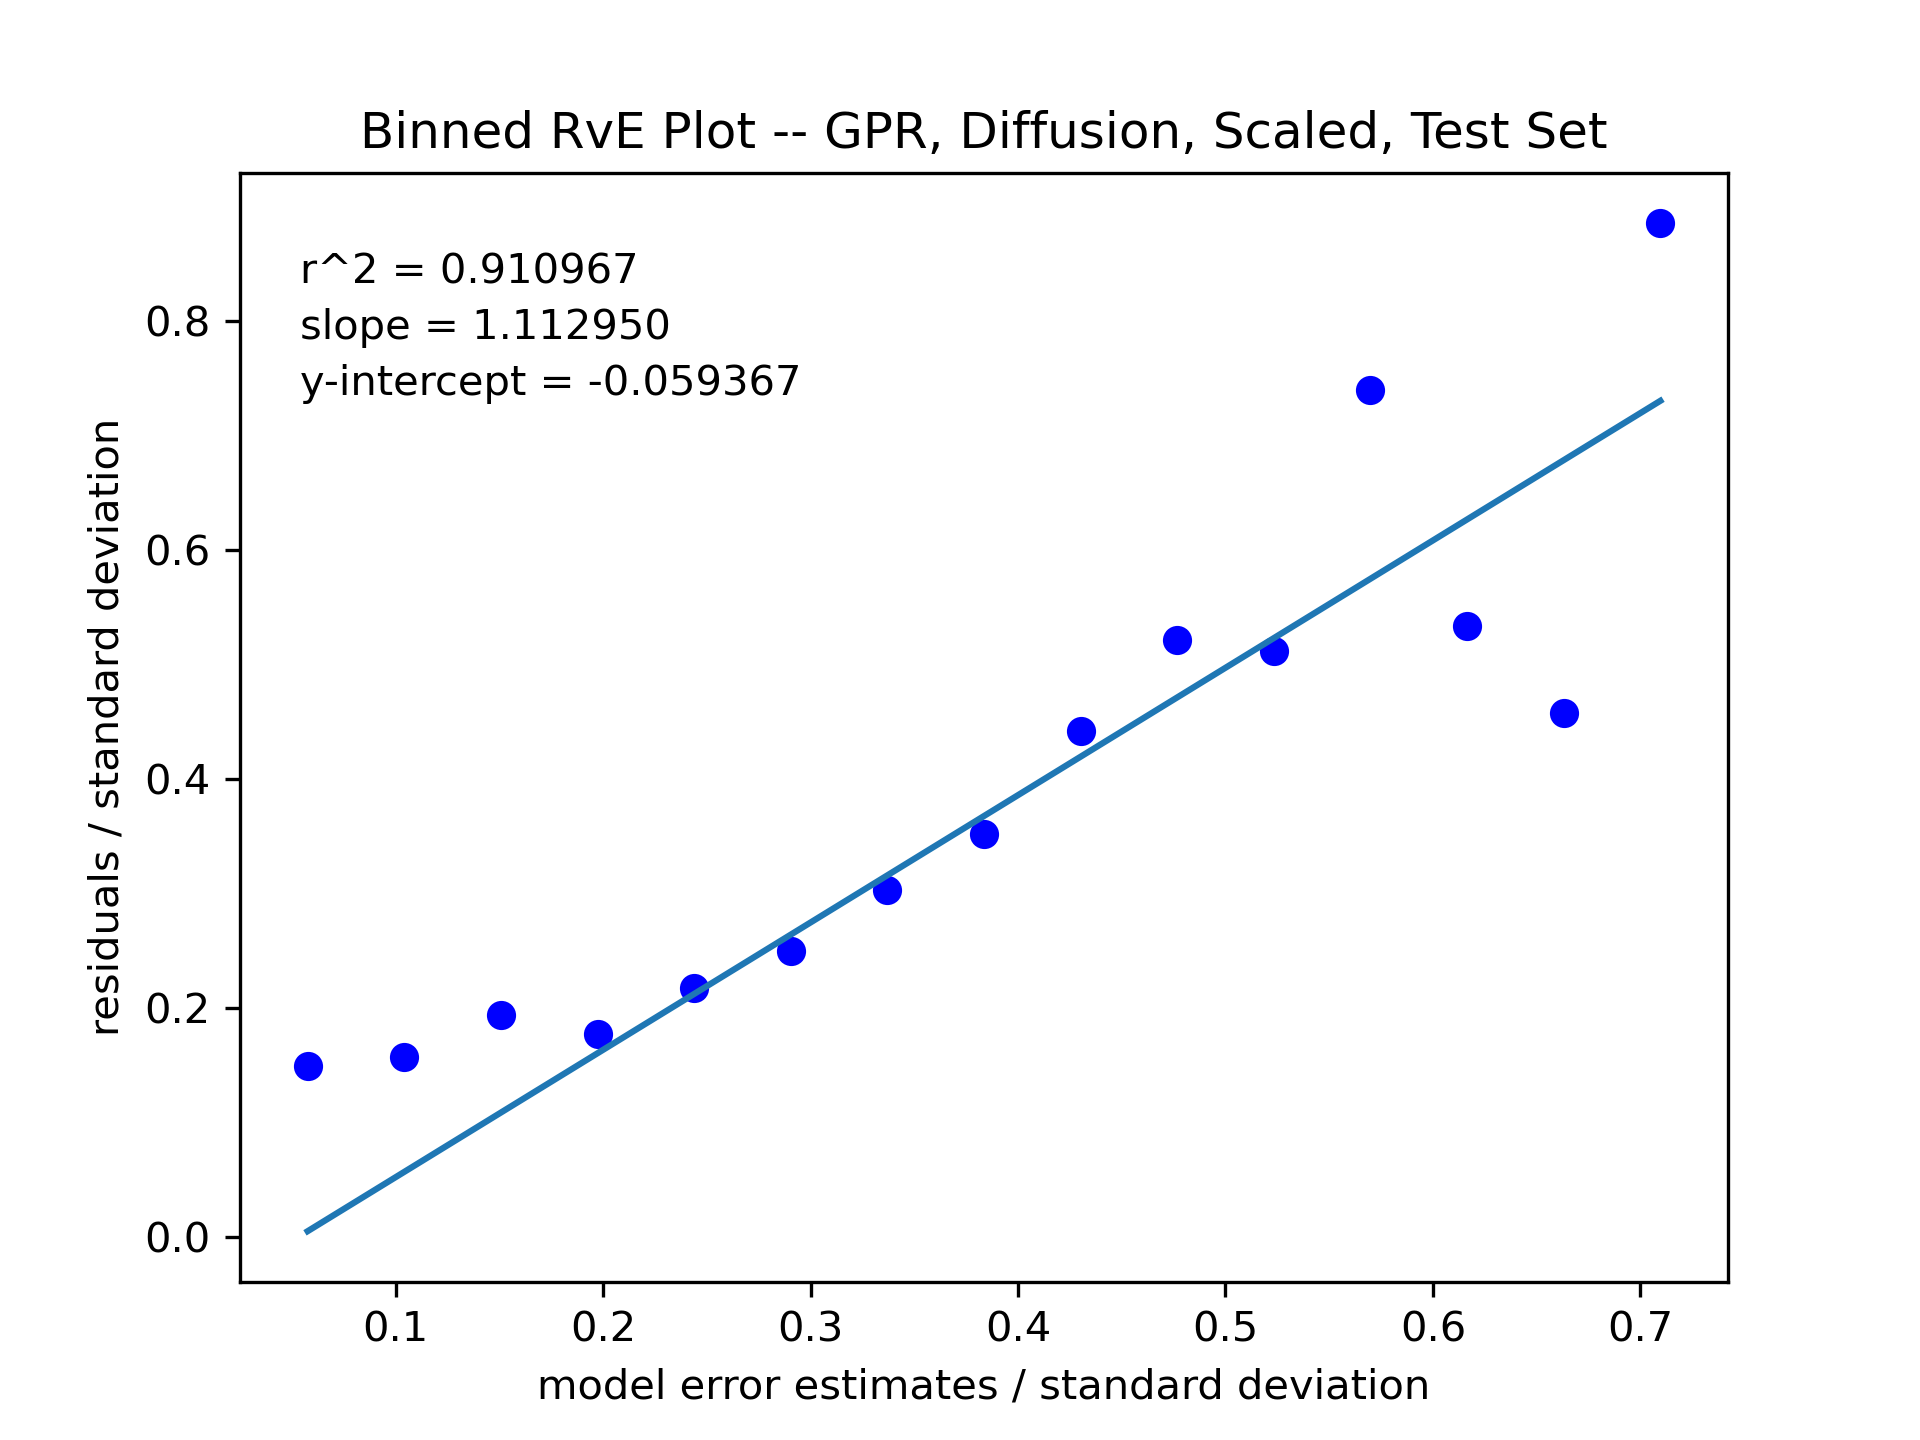 Binned RvE Plot -- GPR, Diffusion, Scaled, Test Set
r^2 = 0.910967
slope = 1.112950
y-intercept = -0.059367
residuals / standard deviation
0.8
0.6
0.4
0.2
0.0
0.1 0.2 0.3 0.4 0.5 0.6 0.7
model error estimates / standard deviation